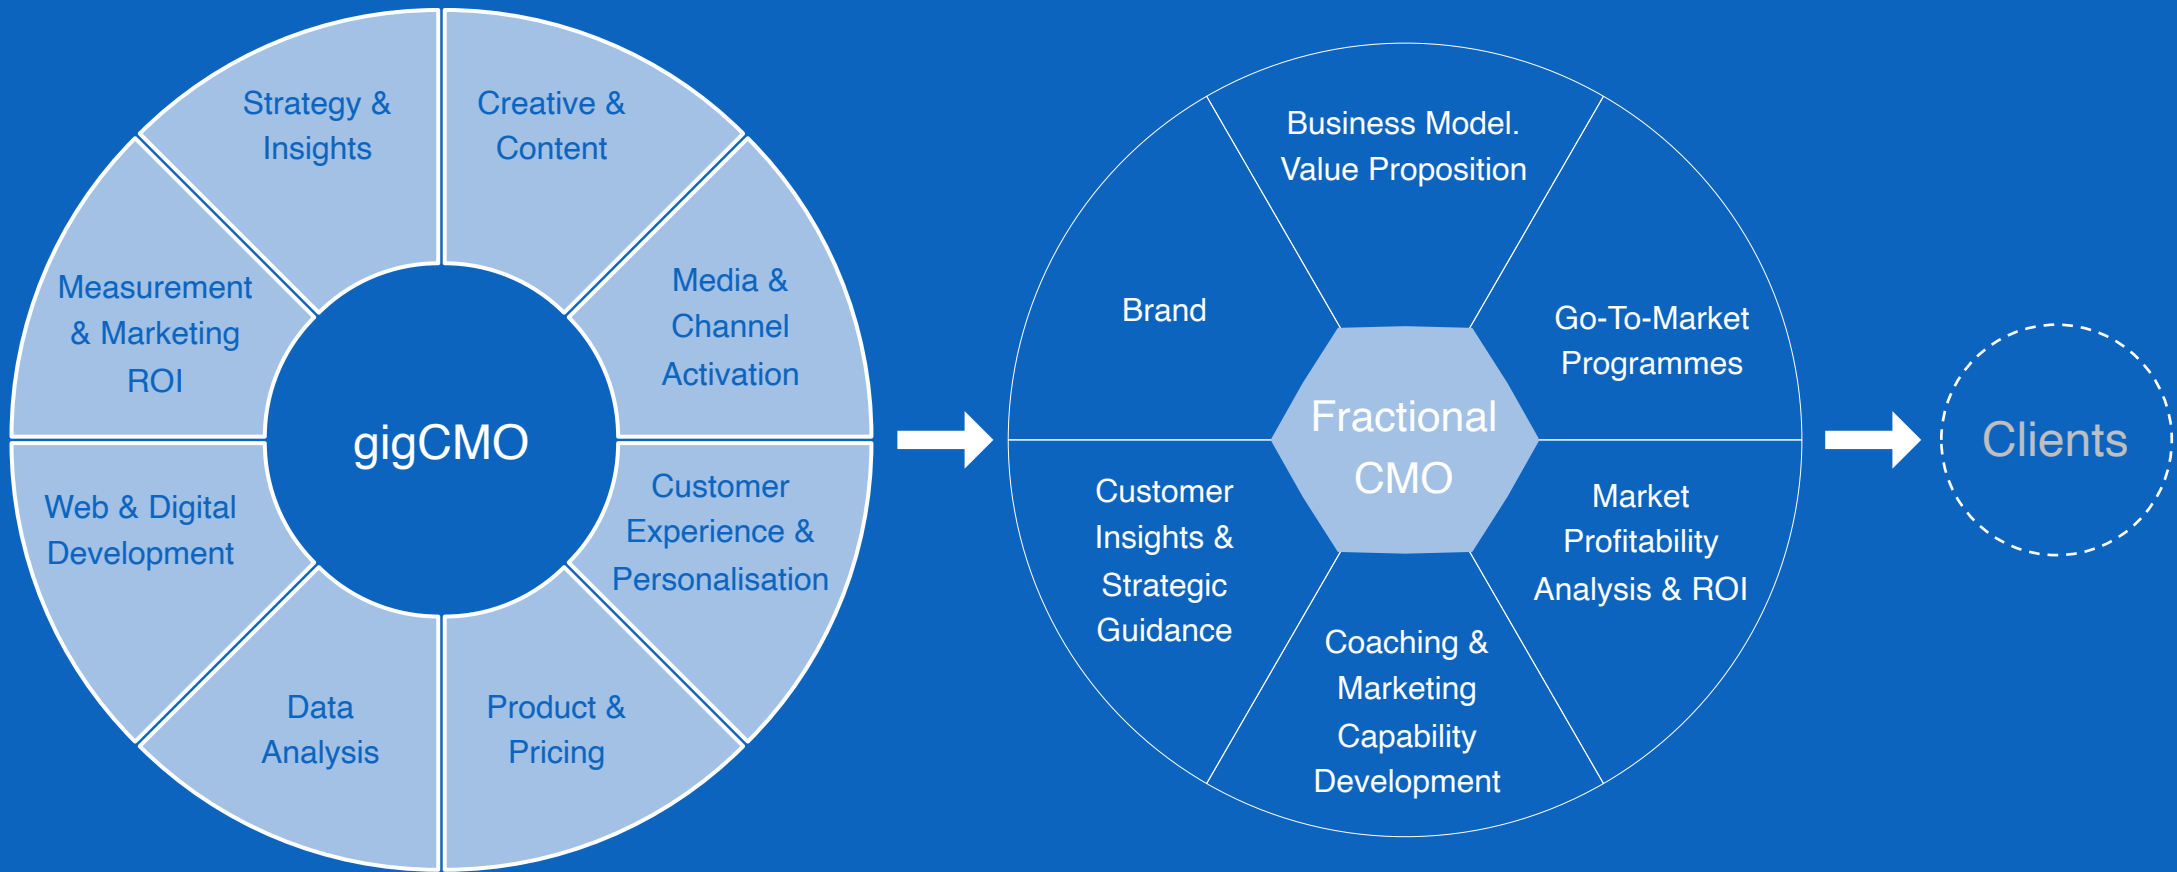 Strategy &
Insights
Creative &
Content
Media &
Channel
Activation
Customer
Experience &
Personalisation
Product &
Pricing
Data
Analysis
Web & Digital
Development
Measurement
& Marketing
ROI
gigCMO
Business Model.
Value Proposition
Go-To-Market
Programmes
Market
Profitability
Analysis & ROI
Coaching &
Marketing
Capability
Development
Customer
Insights &
Strategic
Guidance
Brand
Fractional
CMO
Clients